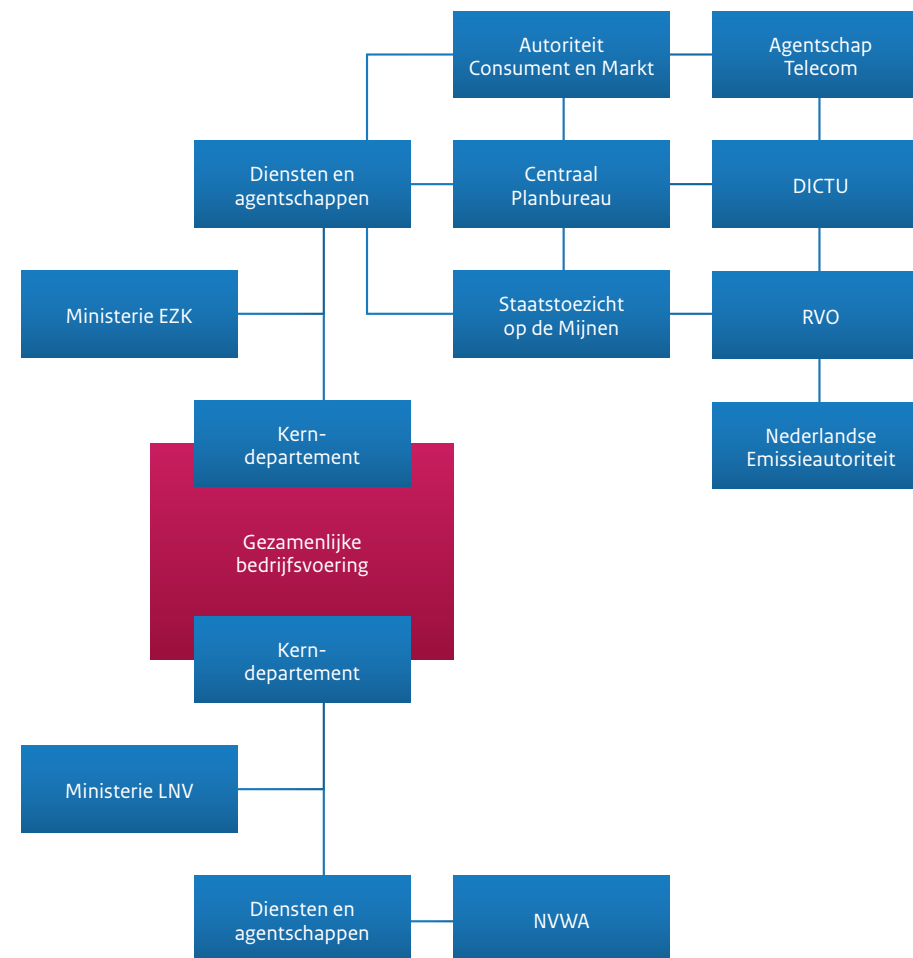 Autoriteit
Consument en Markt
Agentschap
Telecom
Diensten en
agentschappen
Centraal
Planbureau
DICTU
Ministerie EZK
Staatstoezicht
op de Mijnen
RVO
Kern-
departement
Nederlandse
Emissieautoriteit
Gezamenlijke
bedrijfsvoering
Kern-
departement
Ministerie LNV
Diensten en
agentschappen
NVWA